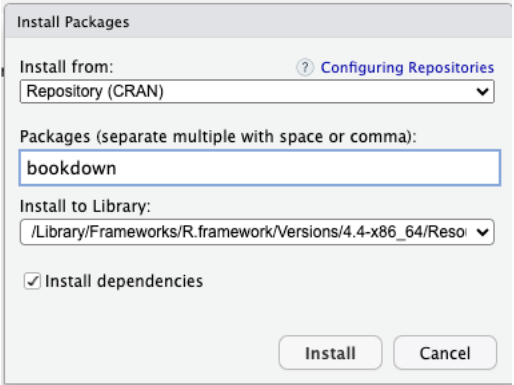 Install Packages
Install from:
? Configuring Repositories
Repository (CRAN)
Packages (separate multiple with space or comma):
bookdown
Install to Library:
/Library/Frameworks/R.framework/Versions/4.4-x86_64/Resou
Install dependencies
Install Cancel